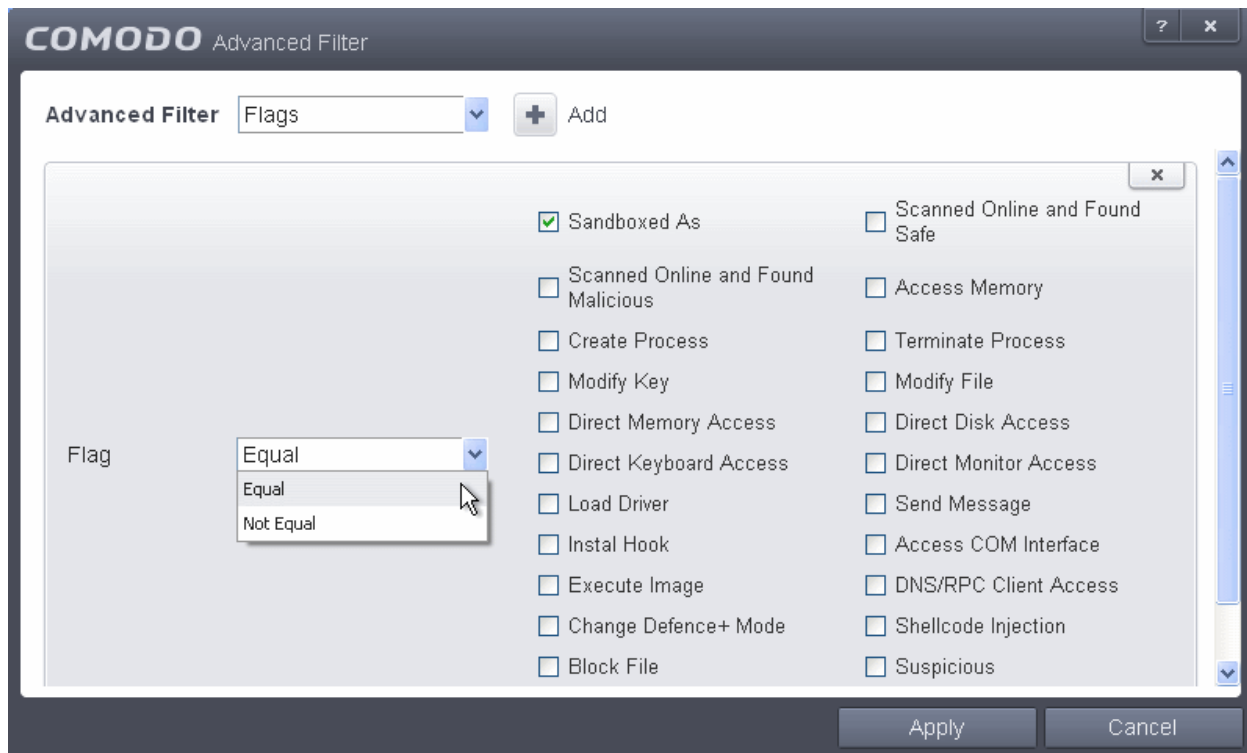 COMODO Advanced Filter
? x
Advanced Filter Flags Add
x
Sandboxed As
Scanned Online and Found
Safe
Scanned Online and Found
Malicious
Access Memory
Create Process
Terminate Process
Modify Key
Modify File
Direct Memory Access
Direct Disk Access
Flag
Equal
Equal
Not Equal
Direct Keyboard Access
Direct Monitor Access
Load Driver
Send Message
Instal Hook
Access COM Interface
Execute Image
DNS/RPC Client Access
Change Defence+ Mode
Shellcode Injection
Block File
Suspicious
Apply
Cancel